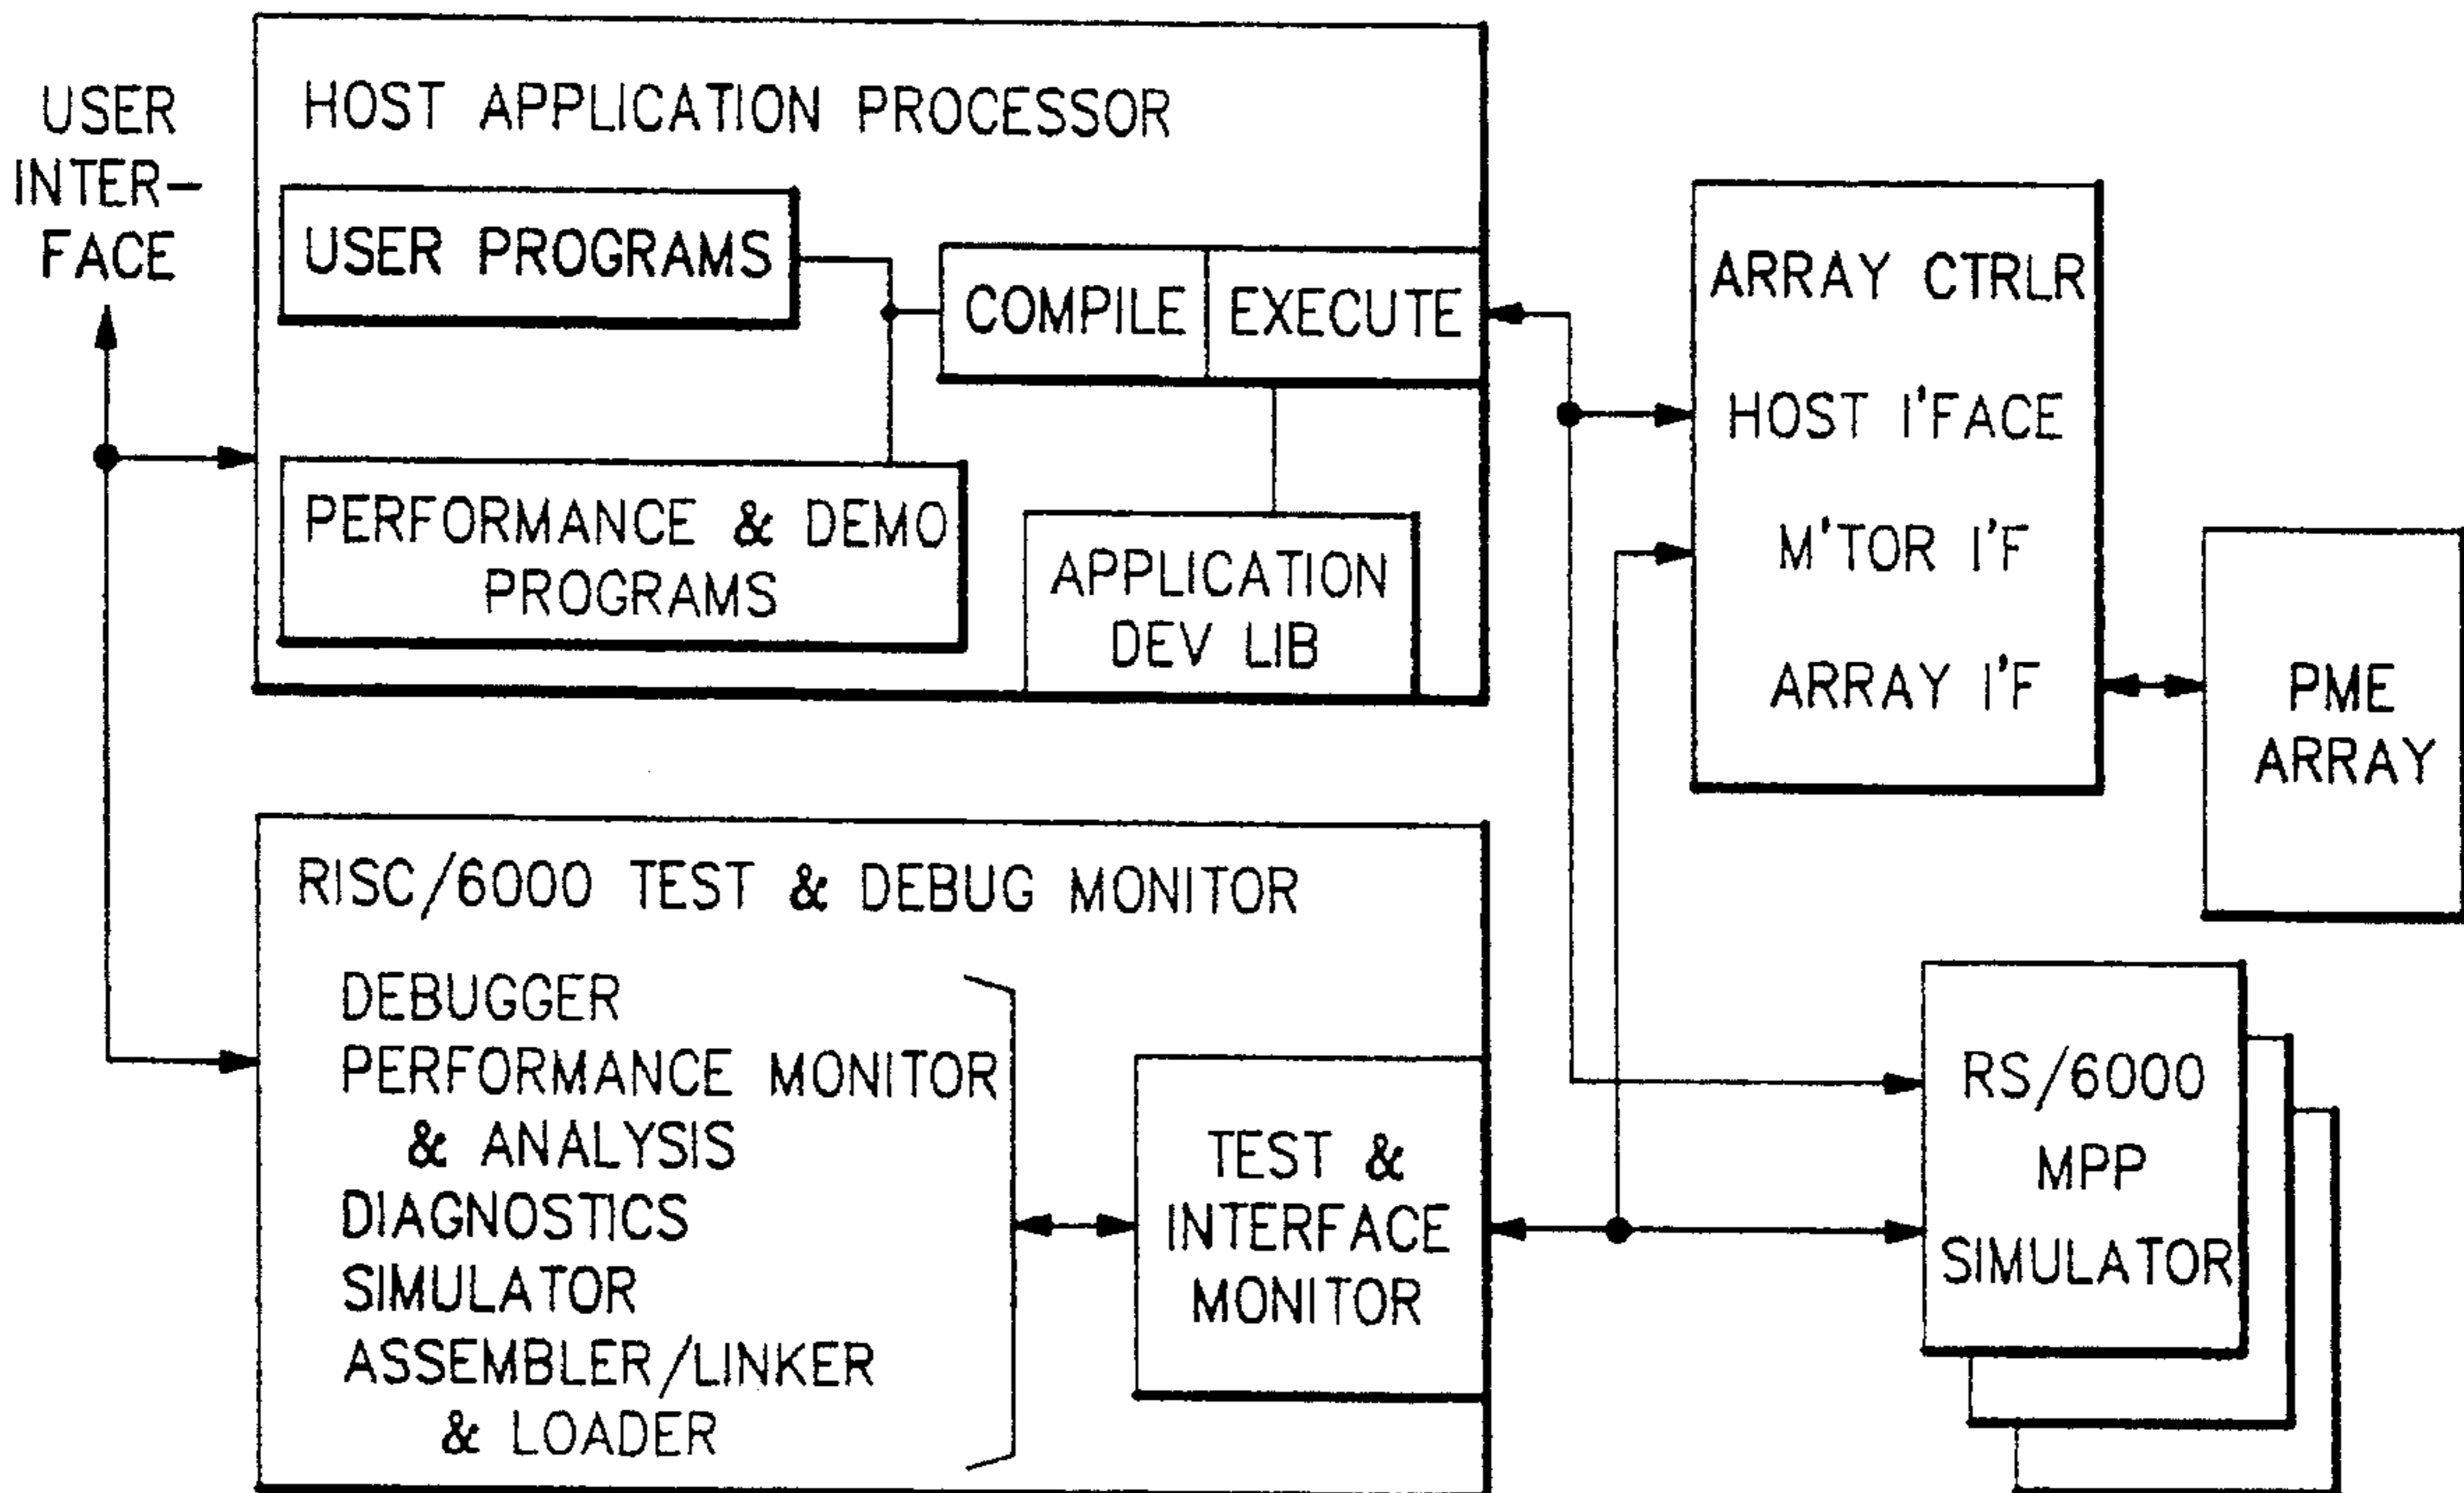 USER
INTER-
FACE
HOST APPLICATION PROCESSOR
USER PROGRAMS
COMPILE
EXECUTE
PERFORMANCE & DEMO
PROGRAMS
APPLICATION
DEV LIB
ARRAY CTRLR
HOST I'FACE
M'TOR I'F
ARRAY I'F
PME
ARRAY
RISC/6000 TEST & DEBUG MONITOR
DEBUGGER
PERFORMANCE MONITOR
& ANALYSIS
DIAGNOSTICS
SIMULATOR
ASSEMBLER/LINKER
& LOADER
TEST &
INTERFACE
MONITOR
RS/6000
MPP
SIMULATOR